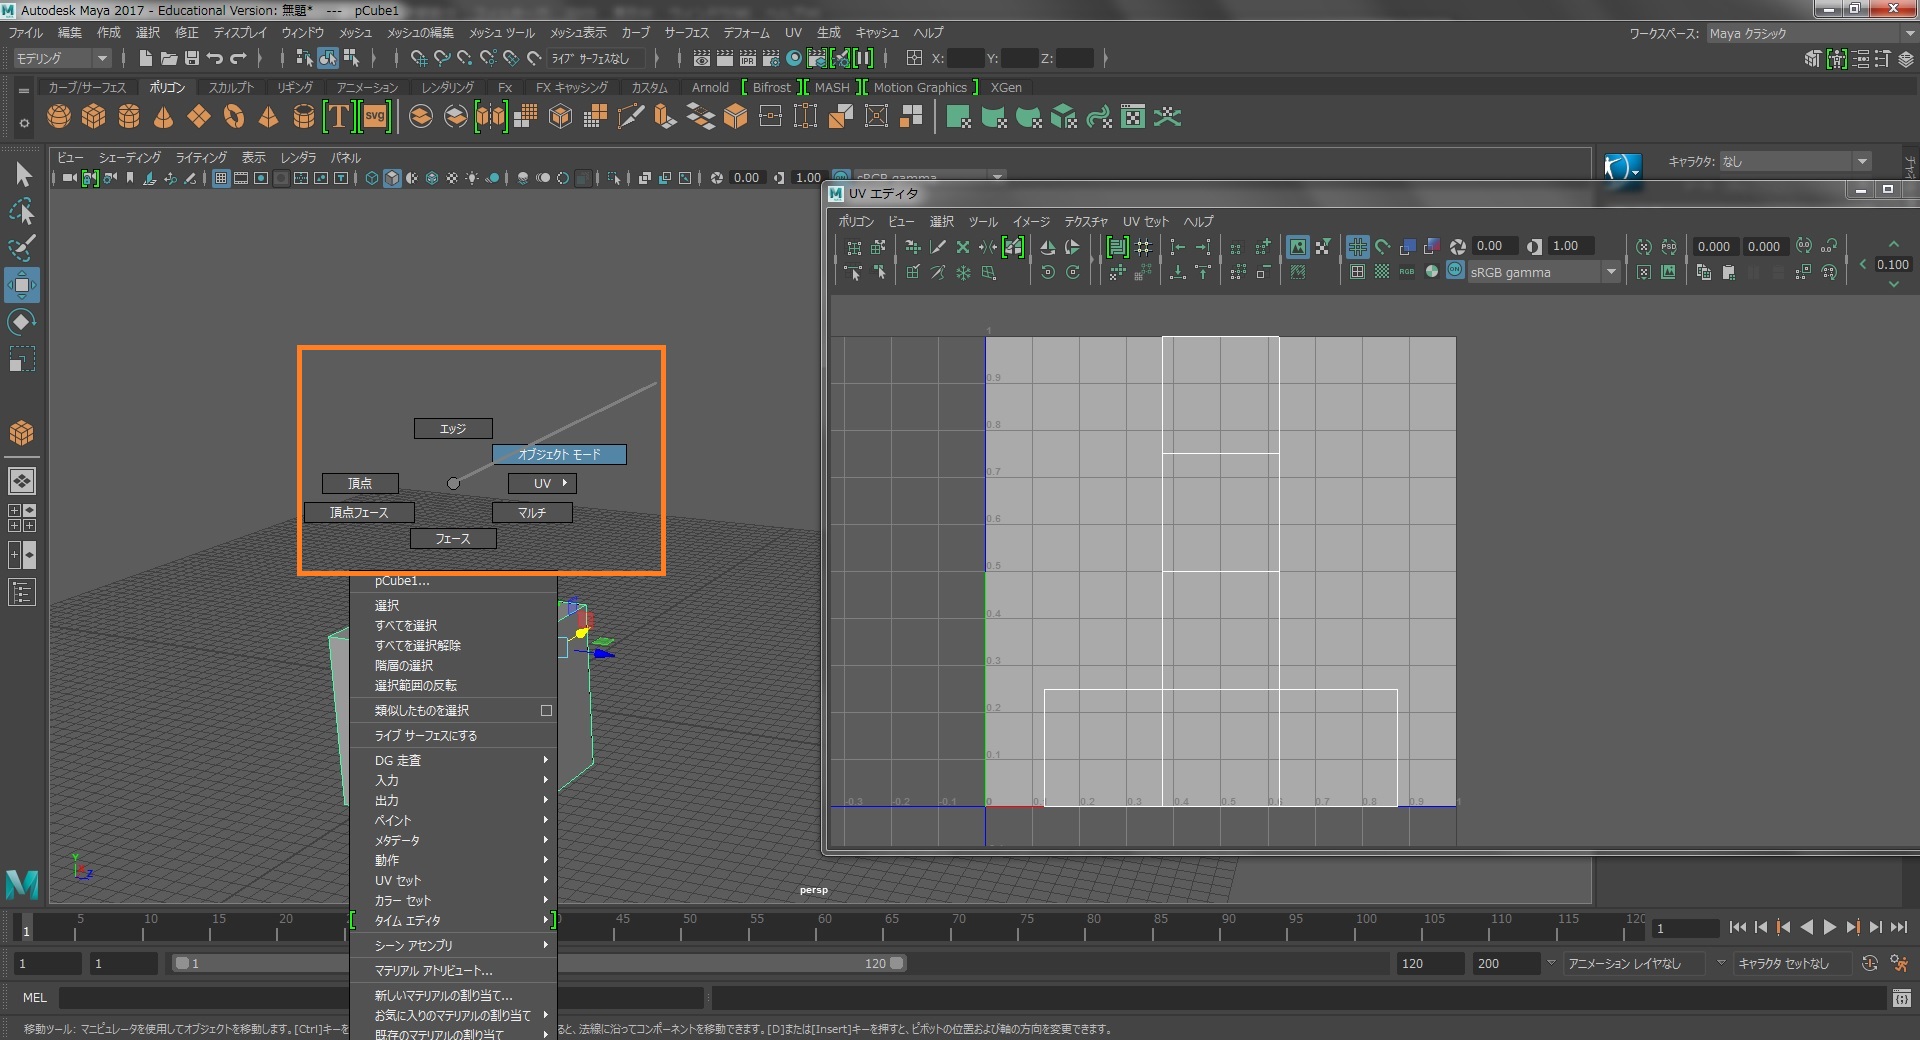 Autodesk Maya 2017 - Educational Version: 無題* --- pCube1
ファイル 編集 作成 選択 修正 ディスプレイ ウィンドウ メッシュ メッシュの編集 メッシュ ツール メッシュ表示 カーブ サーフェス デフォーム UV 生成 キャッシュ ヘルプ
ワークスペース: Maya クラシック
モデリング ライブ サーフェスなし X: Y: Z:
カーブ/サーフェス ポリゴン スカルプト リギング アニメーション レンダリング Fx FX キャッシング カスタム Arnold Bifrost MASH Motion Graphics XGen
T svg
ビュー シェーディング ライティング 表示 レンダラ パネル
0.00 1.00 sRGB gamma
キャラクタ: なし
UV エディタ
ポリゴン ビュー 選択 ツール イメージ テクスチャ UV セット ヘルプ
0.00 1.00 0.000 0.000
RGB ON sRGB gamma 0.100
1
0.9
0.8
0.7
0.6
0.5
0.4
0.3
0.2
0.1
-0.3 -0.2 -0.1 0 0.1 0.2 0.3 0.4 0.5 0.6 0.7 0.8 0.9 1
エッジ
オブジェクト モード
頂点
UV
頂点フェース
マルチ
フェース
pCube1...
選択
すべてを選択
すべてを選択解除
階層の選択
選択範囲の反転
類似したものを選択
ライブ サーフェスにする
DG 走査
入力
出力
ペイント
メタデータ
動作
UV セット
カラー セット
タイム エディタ
シーン アセンブリ
マテリアル アトリビュート...
新しいマテリアルの割り当て...
お気に入りのマテリアルの割り当て
既存のマテリアルの割り当て
persp
1 5 10 15 20 45 50 55 60 65 70 75 80 85 90 95 100 105 110 115 120 1
1 1 1 120 120 200 アニメーション レイヤなし キャラクタ セットなし
MEL
移動ツール: マニピュレータを使用してオブジェクトを移動します。[Ctrl]キーを
ると、法線に沿ってコンポーネントを移動できます。[D]または[Insert]キーを押すと、ピボットの位置および軸の方向を変更できます。